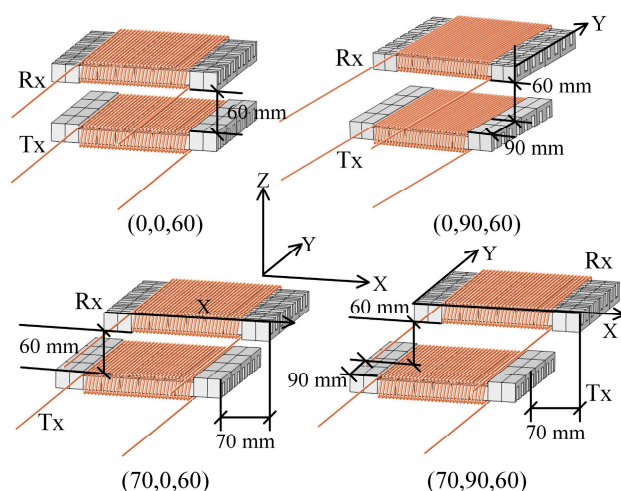 Rx
60 mm
Tx
(0,0,60)
Y
Rx
60 mm
Tx
90 mm
(0,90,60)
Z
Y
X
Rx
X
60 mm
Tx
70 mm
(70,0,60)
Y
Rx
60 mm
X
90 mm
Tx
70 mm
(70,90,60)